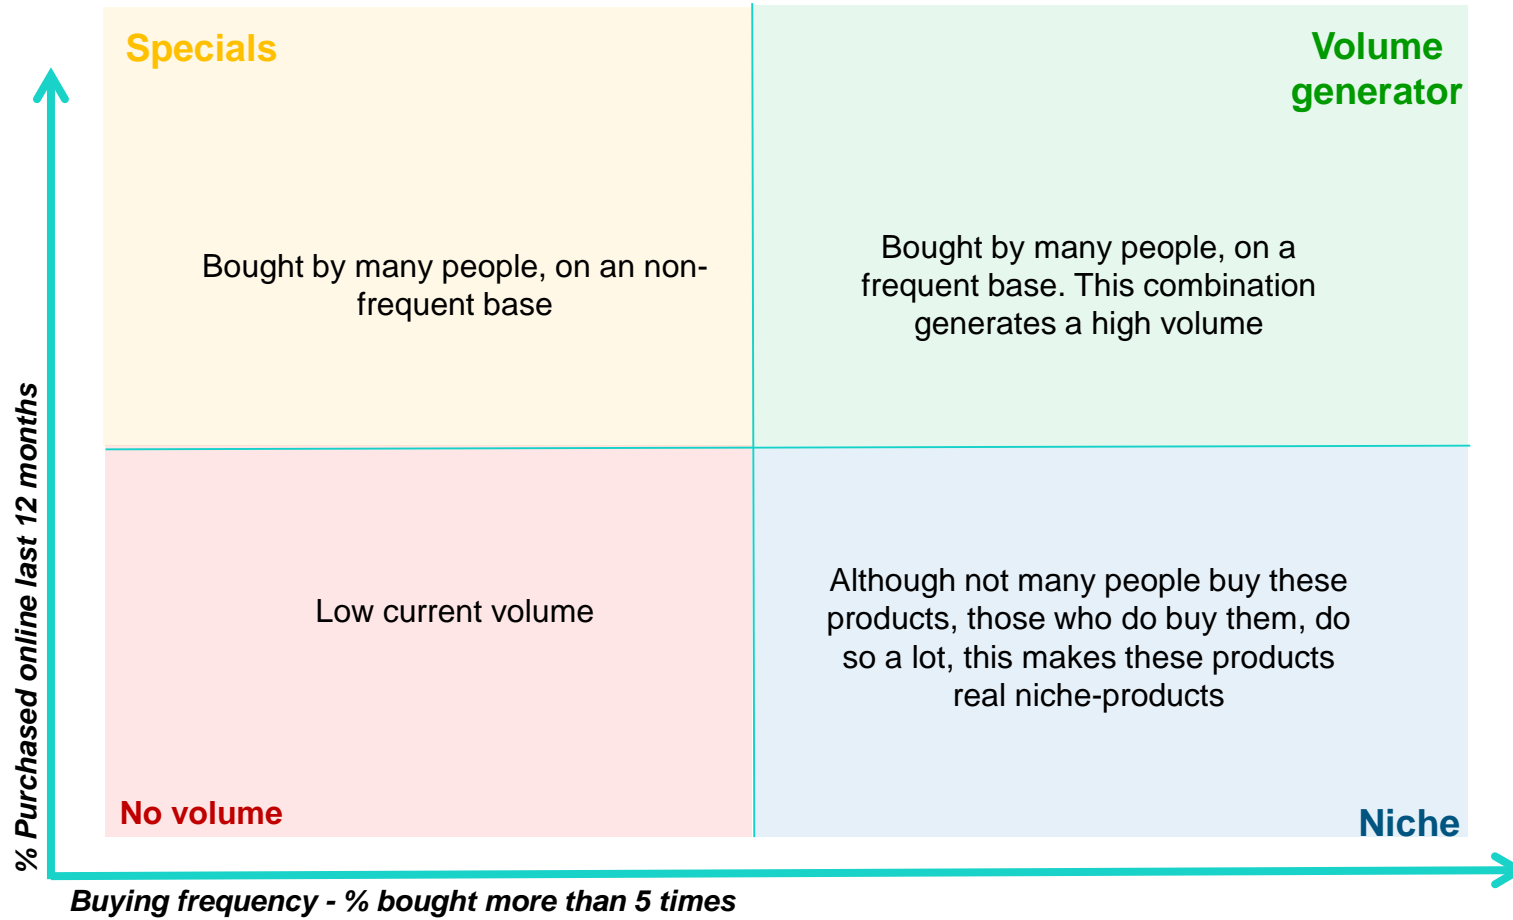 Specials
Volume
generator
Bought by many people, on an non-
frequent base
Bought by many people, on a
frequent base. This combination
generates a high volume
% Purchased online last 12 months
Low current volume
Although not many people buy these
products, those who do buy them, do
so a lot, this makes these products
real niche-products
No volume
Niche
Buying frequency - % bought more than 5 times